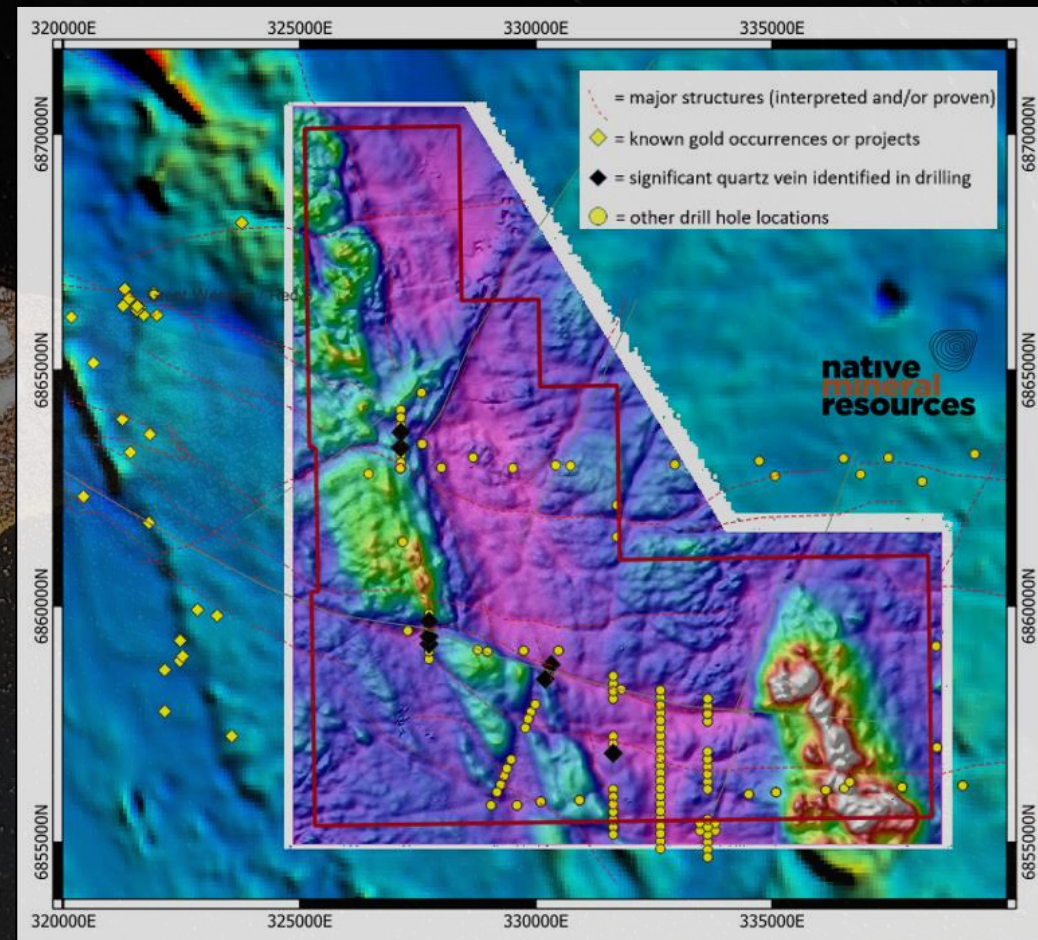 320000E
325000E
330000E
335000E
6870000N
6870000N
= major structures (interpreted and/or proven)
= known gold occurrences or projects
= significant quartz vein identified in drilling
= other drill hole locations
6865000N
6865000N
native
mineral
resources
6860000N
6860000N
6855000N
6855000N
320000E
325000E
330000E
335000E